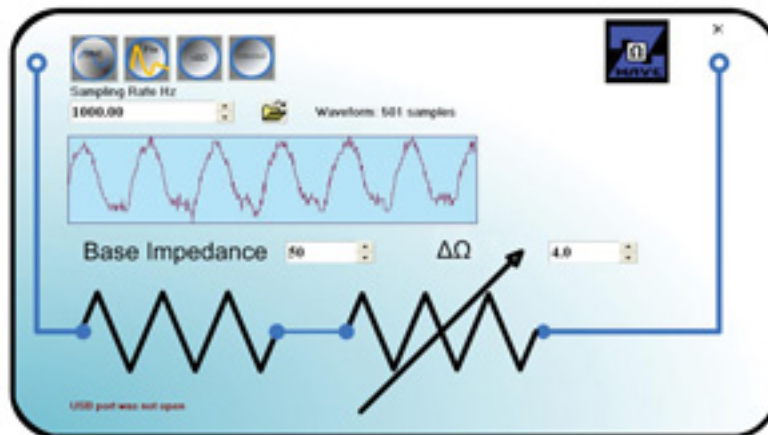 Sampling Rate Hz
1000.00
Waveform: 501 samples
Base Impedance 50 ΔΩ 4.0
Ω
WAVE
USB port was not open